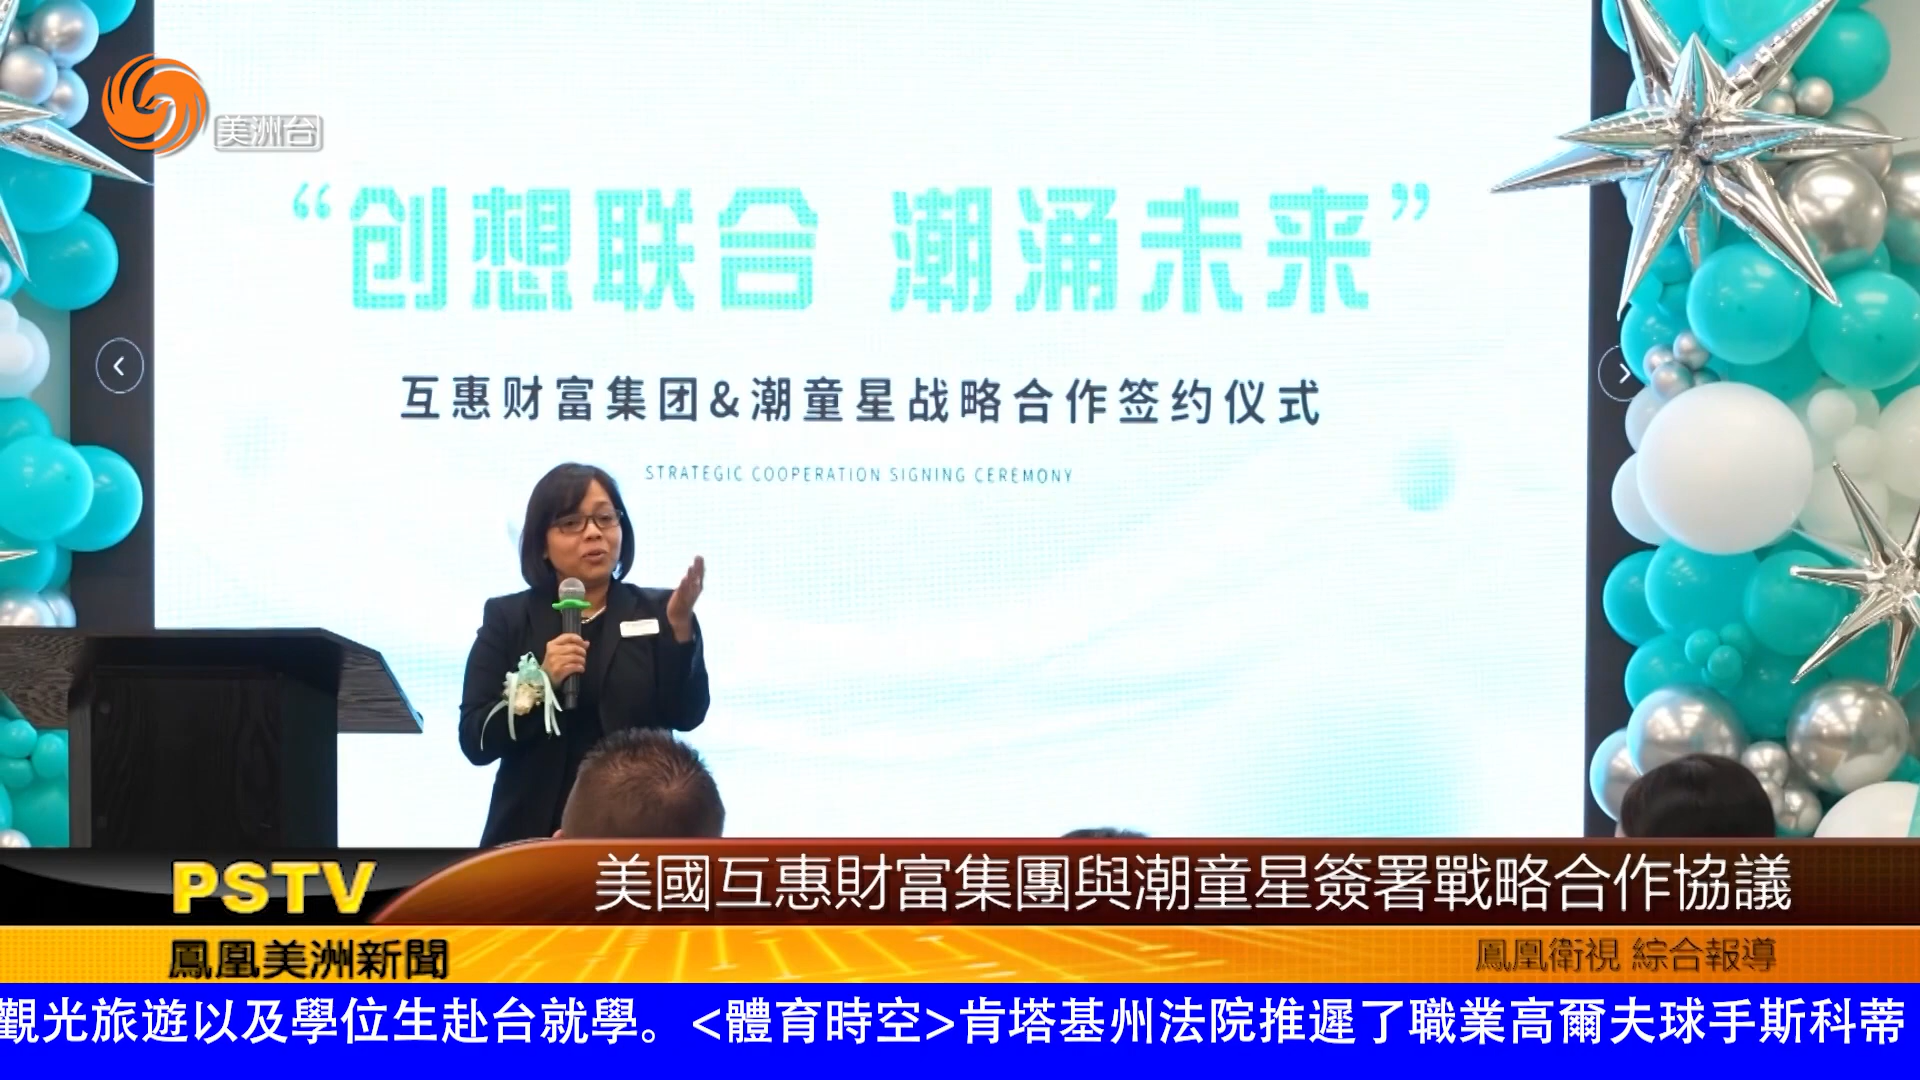 美洲台
“创想联合 潮涌未来”
互惠财富集团&潮童星战略合作签约仪式
STRATEGIC COOPERATION SIGNING CEREMONY
PSTV
美國互惠財富集團與潮童星簽署戰略合作協議
鳳凰美洲新聞
鳳凰衛視 綜合報導
觀光旅遊以及學位生赴台就學。<體育時空>肯塔基州法院推遲了職業高爾夫球手斯科蒂